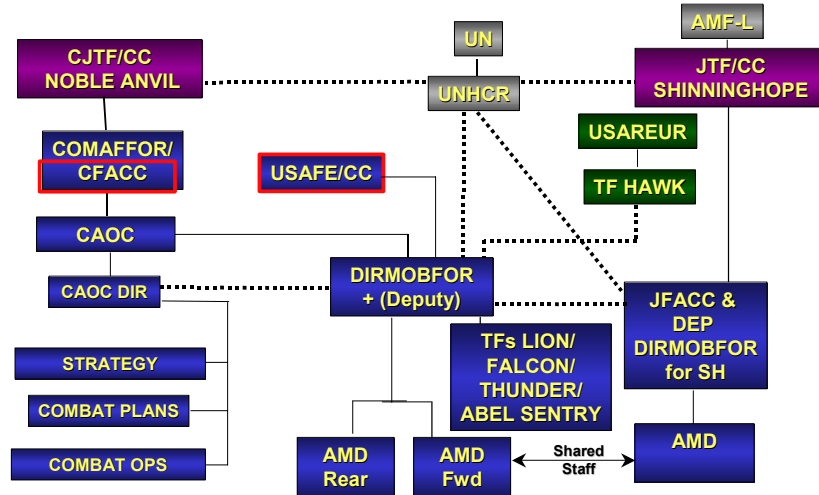 UN
AMF-L
CJTF/CC
NOBLE ANVIL
UNHCR
JTF/CC
SHINNINGHOPE
COMAFFOR/
CFACC
USAFE/CC
USAREUR
TF HAWK
CAOC
CAOC DIR
DIRMOBFOR
+ (Deputy)
JFACC &
DEP
DIRMOBFOR
for SH
TFs LION/
FALCON/
THUNDER/
ABEL SENTRY
STRATEGY
COMBAT PLANS
COMBAT OPS
AMD
Rear
AMD
Fwd
Shared
Staff
AMD